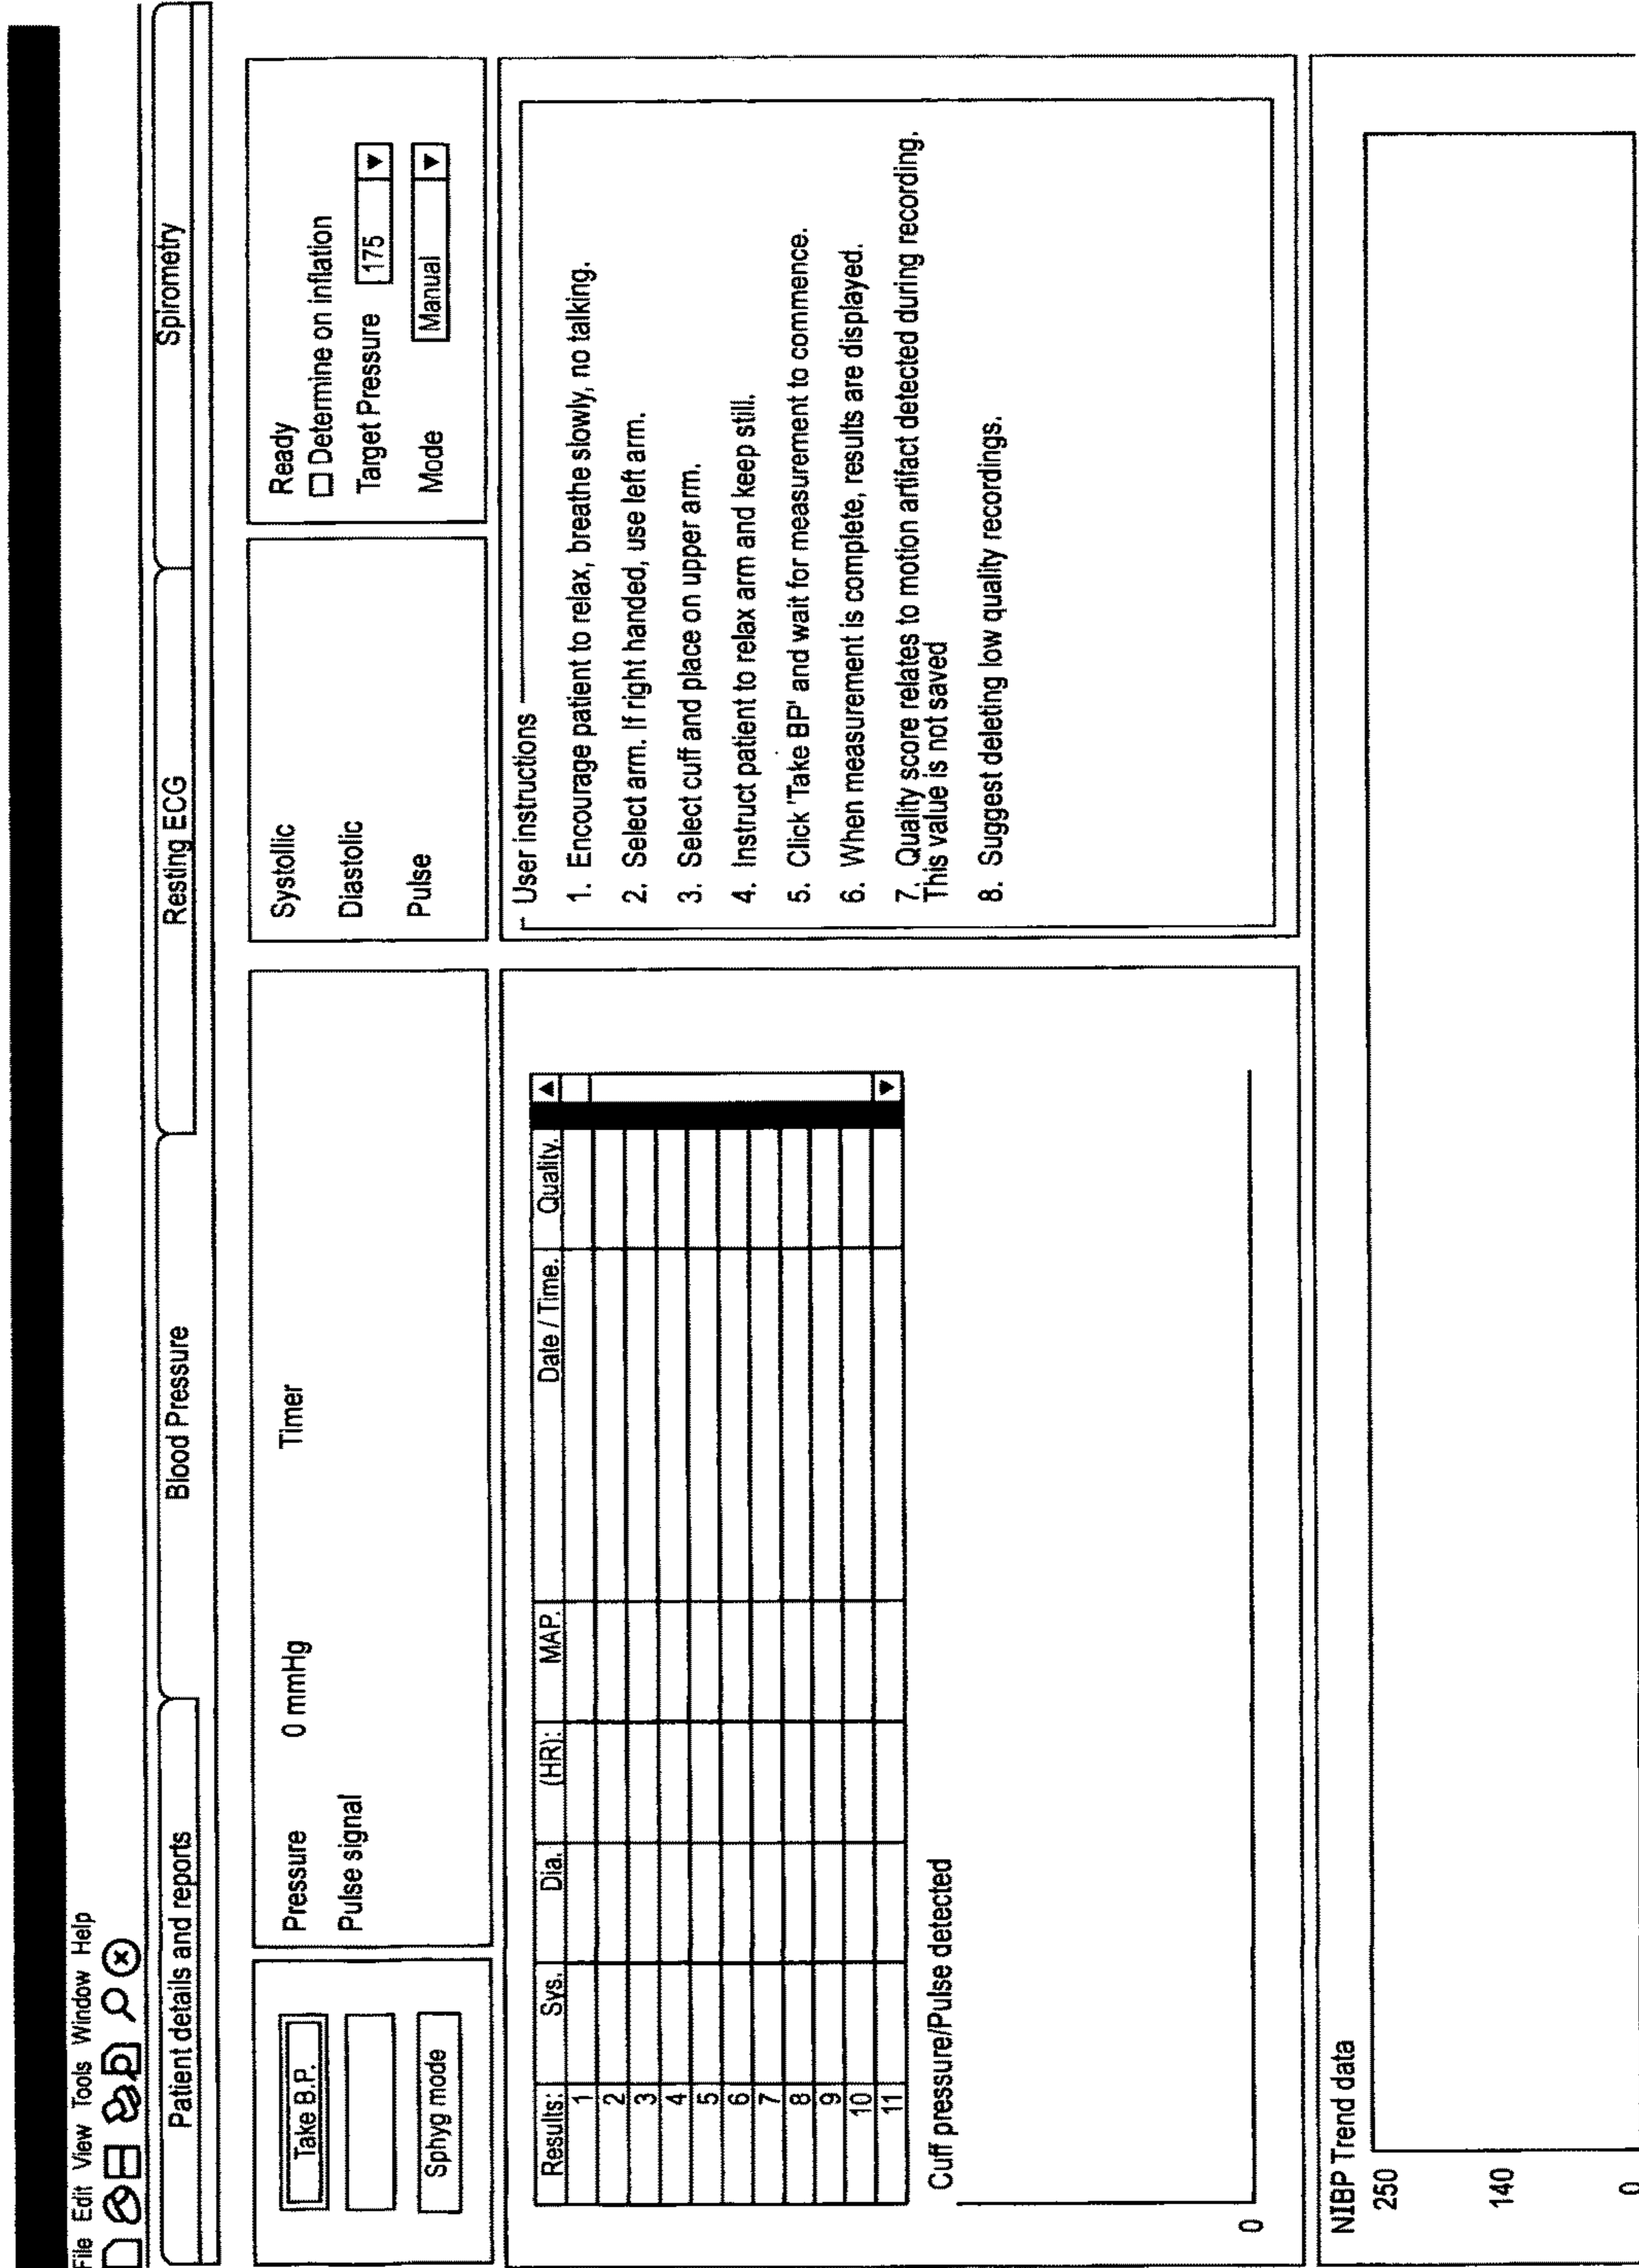 File Edit View Tools Window Help
Patient details and reports
Blood Pressure
Resting ECG
Spirometry
Take B.P.
Sphyg mode
Pressure 0 mmHg Timer
Pulse signal
Systollic
Diastolic
Pulse
Ready
Determine on inflation
Target Pressure 175
Mode Manual
Results: Sys. Dia. (HR): MAP. Date / Time. Quality.
1
2
3
4
5
6
7
8
9
10
11
Cuff pressure/Pulse detected
0
User instructions
1. Encourage patient to relax, breathe slowly, no talking.
2. Select arm. If right handed, use left arm.
3. Select cuff and place on upper arm.
4. Instruct patient to relax arm and keep still.
5. Click 'Take BP' and wait for measurement to commence.
6. When measurement is complete, results are displayed.
7. Quality score relates to motion artifact detected during recording.
This value is not saved
8. Suggest deleting low quality recordings.
NIBP Trend data
250
140
0